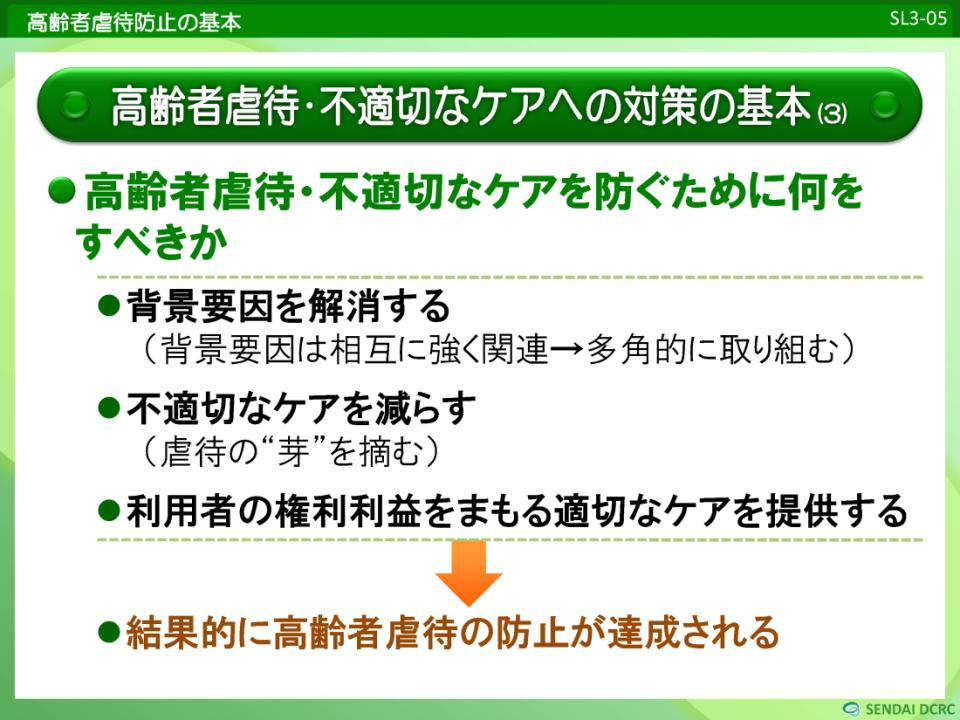 高齢者虐待防止の基本
SL3-05
高齢者虐待・不適切なケアへの対策の基本(3)
●高齢者虐待・不適切なケアを防ぐために何を
すべきか
●背景要因を解消する
（背景要因は相互に強く関連→多角的に取り組む）
●不適切なケアを減らす
（虐待の“芽”を摘む）
●利用者の権利利益をまもる適切なケアを提供する
●結果的に高齢者虐待の防止が達成される
SENDAI DCRC